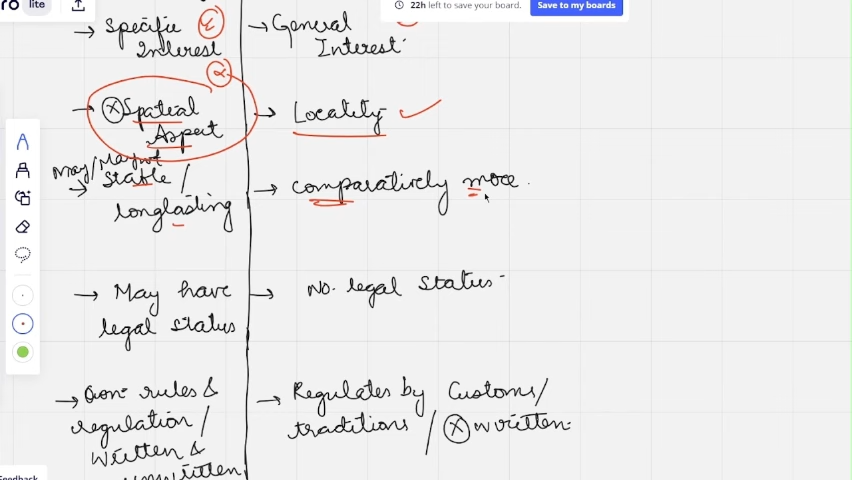 ro lite
22h left to save your board.
Save to my boards
→ Specific
Interest
→ General
Interest
→ Ⓧ Spatial
Aspect
→ Locality
May/May not
→ Stable /
longlasting
→ comparatively more.
→ May have
legal status
→ No. legal status
→ Own rules &
regulation /
written &
unwritten
→ Regulates by Customs/
traditions / Ⓧ written
Feedback